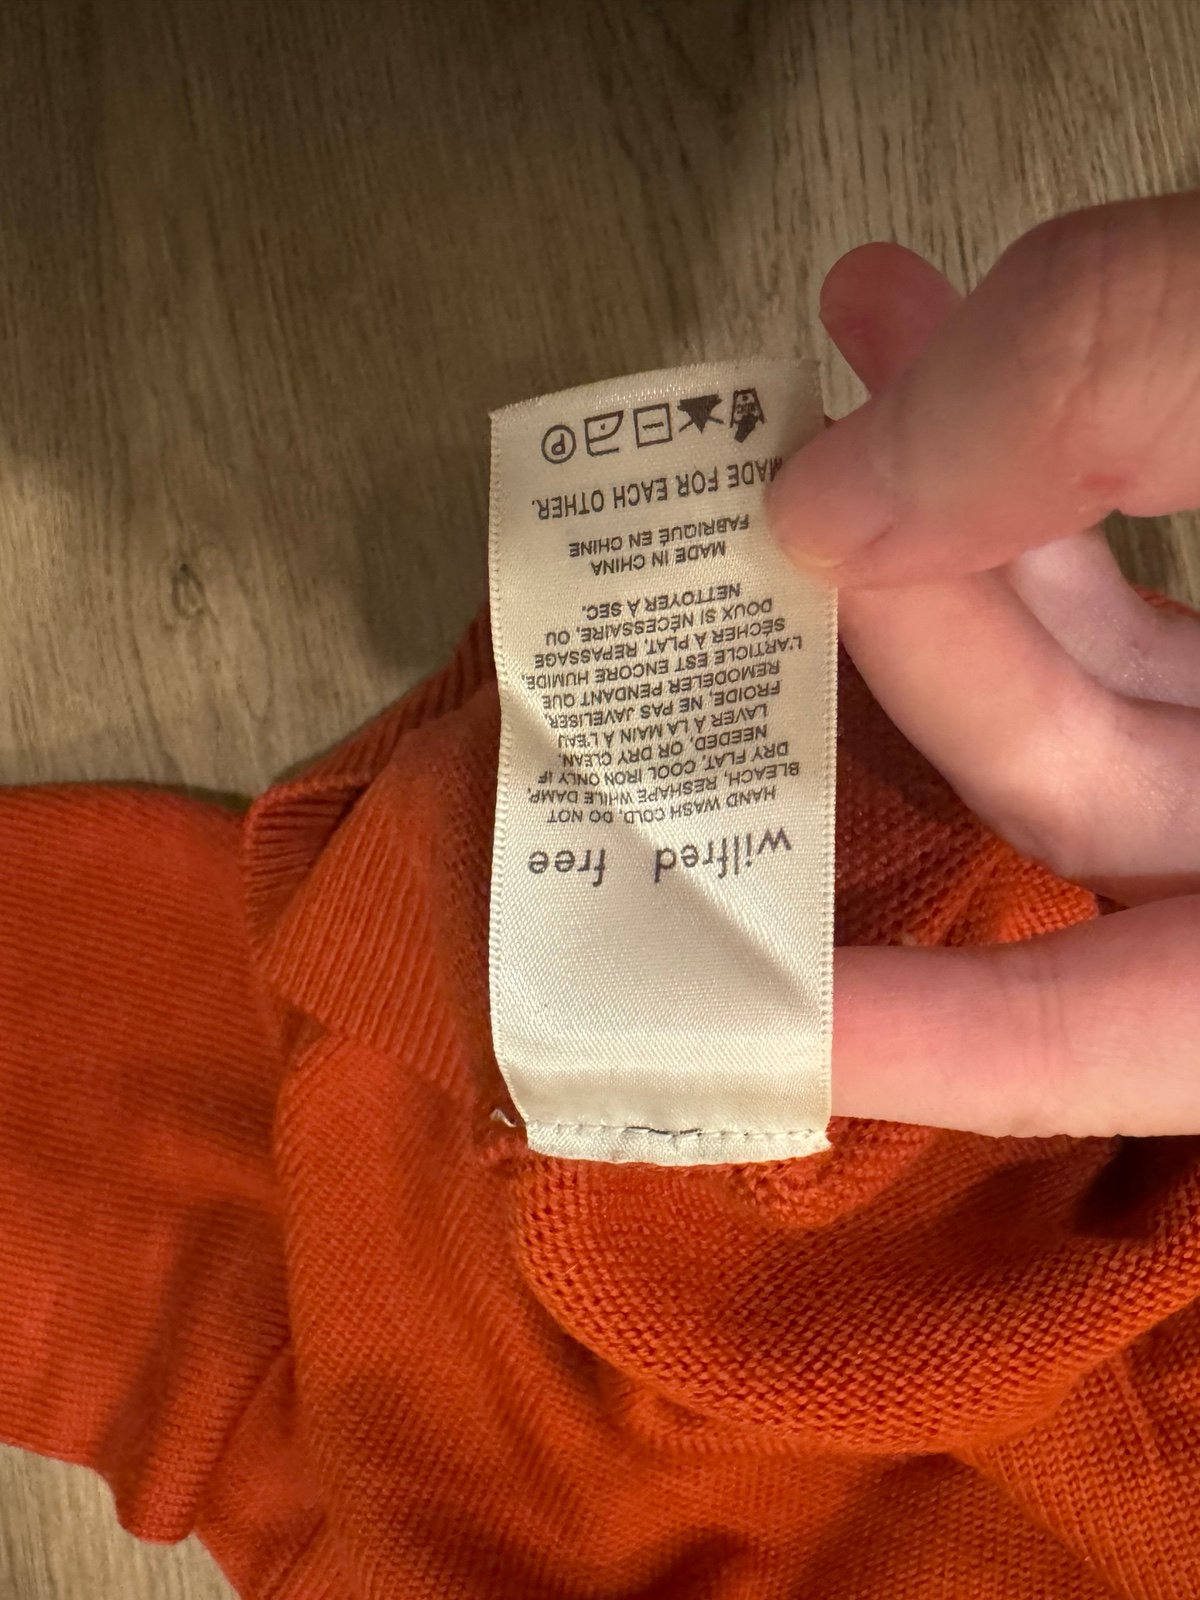 wilfred free
HAND WASH COLD, DO NOT
BLEACH, RESHAPE WHILE DAMP,
DRY FLAT, COOL IRON ONLY IF
NEEDED, OR DRY CLEAN.
LAVER À LA MAIN À L'EAU
FROIDE, NE PAS JAVELISER,
REMODELER PENDANT QUE
L'ARTICLE EST ENCORE HUMIDE,
SÉCHER À PLAT, REPASSAGE
DOUX SI NÉCESSAIRE, OU
NETTOYER À SEC.
MADE IN CHINA
FABRIQUÉ EN CHINE
MADE FOR EACH OTHER.
P